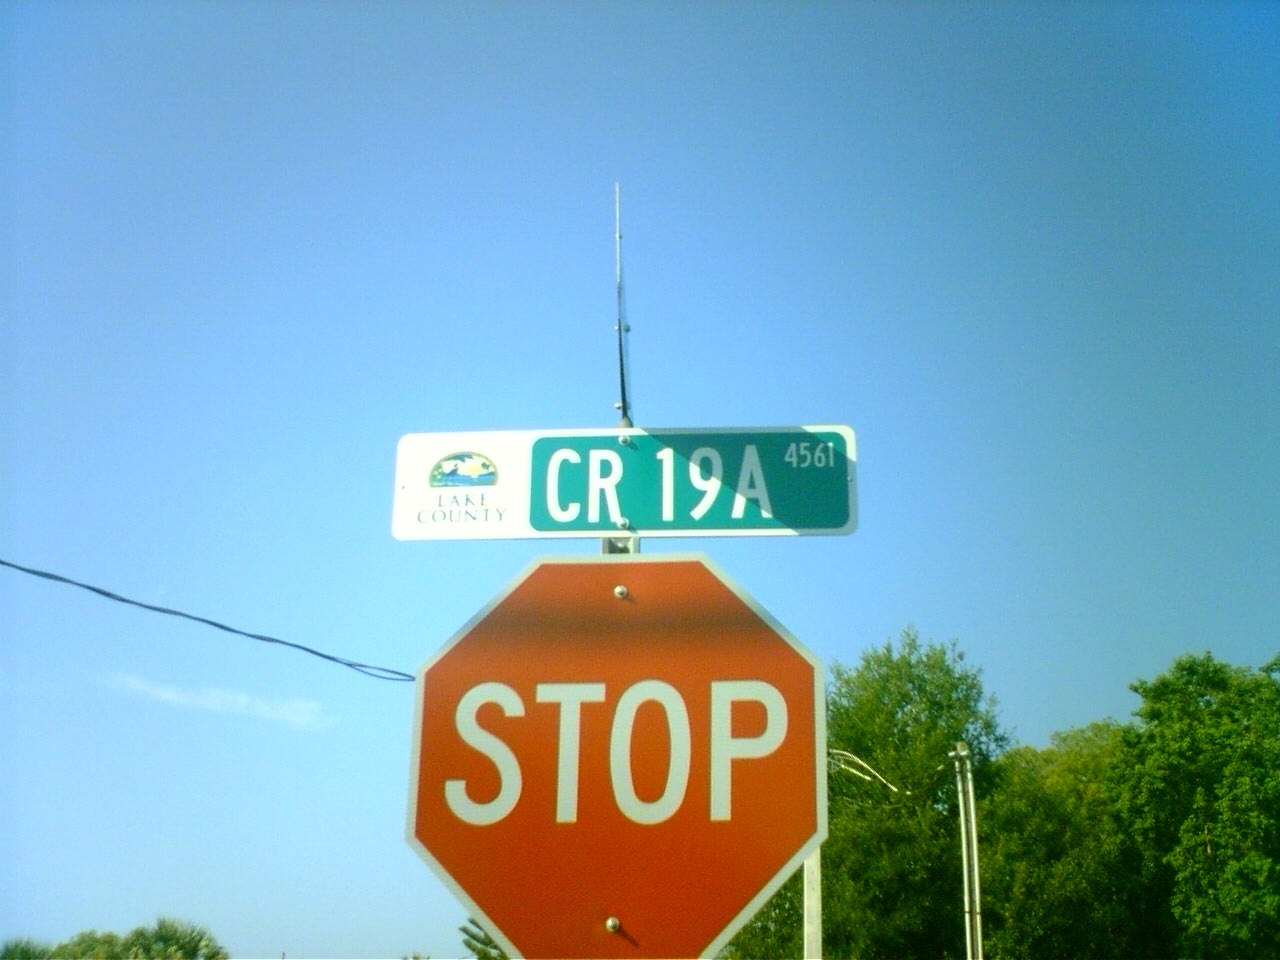 LAKE
COUNTY
CR 19A 4561
STOP